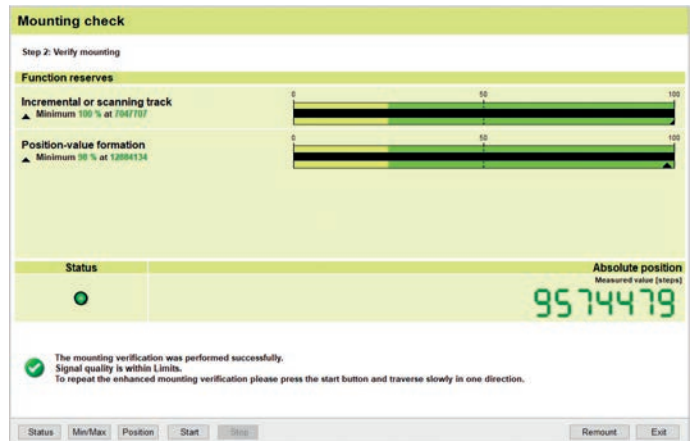 Mounting check
Step 2: Verify mounting
Function reserves
Incremental or scanning track
Minimum 100 % at 7047707
0 50 100
Position-value formation
Minimum 98 % at 12084134
0 50 100
Status
Absolute position
Measured value [steps]
9574479
The mounting verification was performed successfully.
Signal quality is within Limits.
To repeat the enhanced mounting verification please press the start button and traverse slowly in one direction.
Status Min/Max Position Start Stop Remount Exit